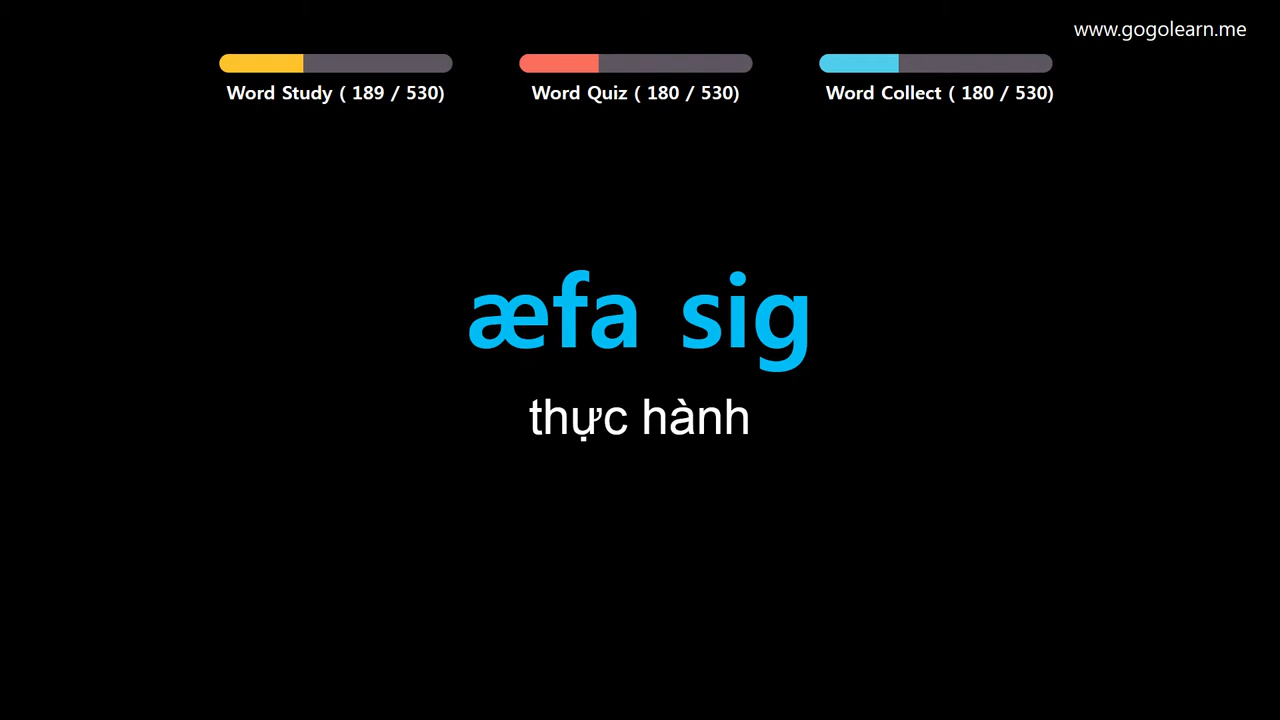 www.gogolearn.me
Word Study ( 189 / 530)
Word Quiz ( 180 / 530)
Word Collect ( 180 / 530)
æfa sig
thực hành